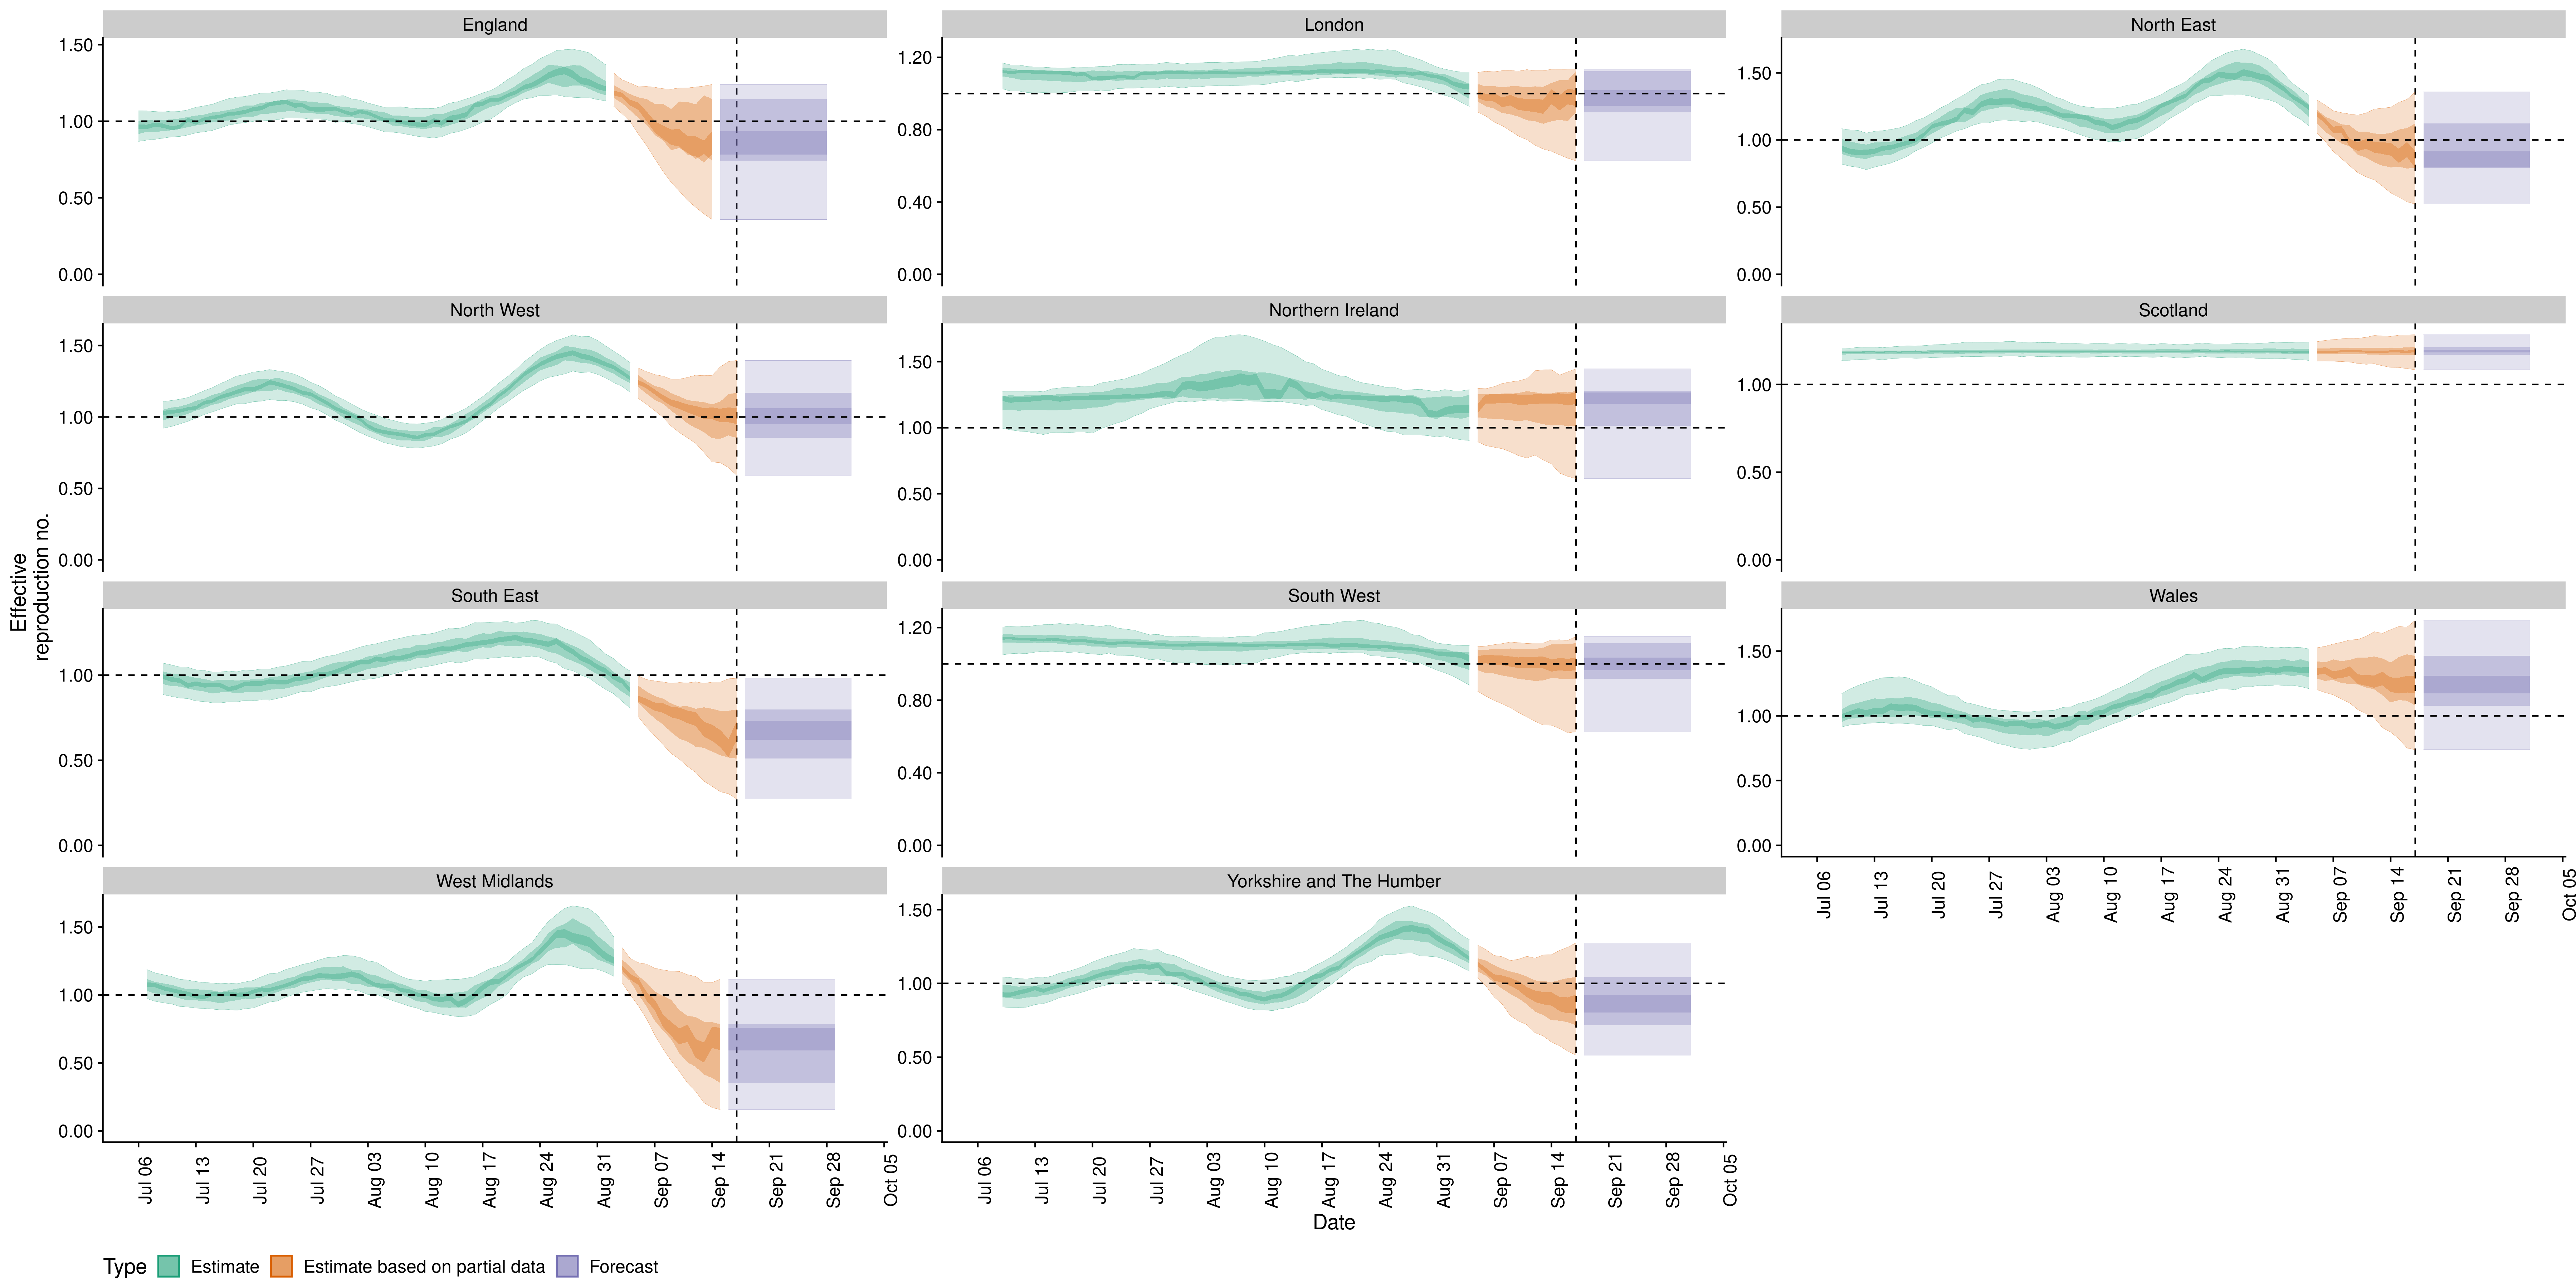 England
London
North East
1.50
1.00
0.50
0.00
1.20
0.80
0.40
0.00
1.50
1.00
0.50
0.00
North West
Northern Ireland
Scotland
1.50
1.00
0.50
0.00
1.50
1.00
0.50
0.00
1.00
0.50
0.00
South East
South West
Wales
1.00
0.50
0.00
1.20
0.80
0.40
0.00
1.50
1.00
0.50
0.00
Jul 06
Jul 13
Jul 20
Jul 27
Aug 03
Aug 10
Aug 17
Aug 24
Aug 31
Sep 07
Sep 14
Sep 21
Sep 28
Oct 05
West Midlands
Yorkshire and The Humber
1.50
1.00
0.50
0.00
1.50
1.00
0.50
0.00
Jul 06
Jul 13
Jul 20
Jul 27
Aug 03
Aug 10
Aug 17
Aug 24
Aug 31
Sep 07
Sep 14
Sep 21
Sep 28
Oct 05
Jul 06
Jul 13
Jul 20
Jul 27
Aug 03
Aug 10
Aug 17
Aug 24
Aug 31
Sep 07
Sep 14
Sep 21
Sep 28
Oct 05
Effective
reproduction no.
Date
Type Estimate Estimate based on partial data Forecast